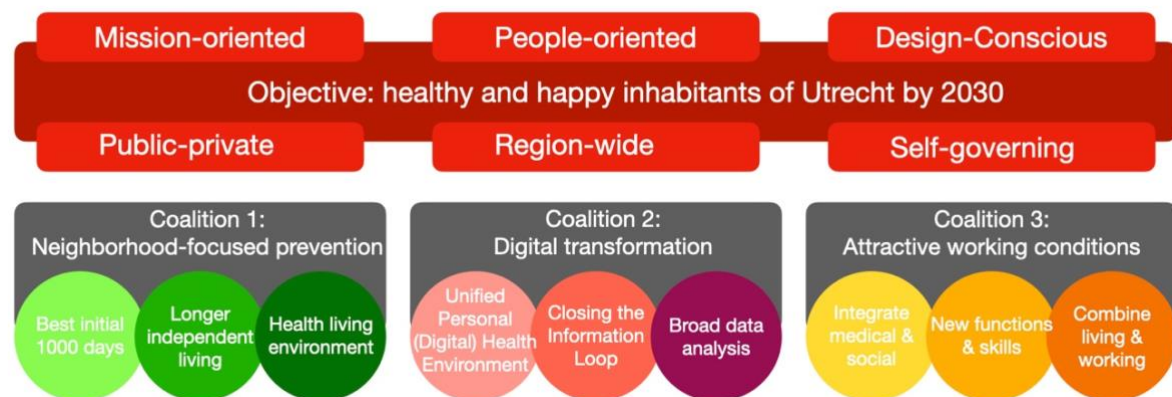 Mission-oriented
People-oriented
Design-Conscious
Objective: healthy and happy inhabitants of Utrecht by 2030
Public-private
Region-wide
Self-governing
Coalition 1:
Neighborhood-focused prevention
Best initial
1000 days
Longer
independent
living
Health living
environment
Coalition 2:
Digital transformation
Unified
Personal
(Digital) Health
Environment
Closing the
Information
Loop
Broad data
analysis
Coalition 3:
Attractive working conditions
Integrate
medical &
social
New functions
& skills
Combine
living &
working